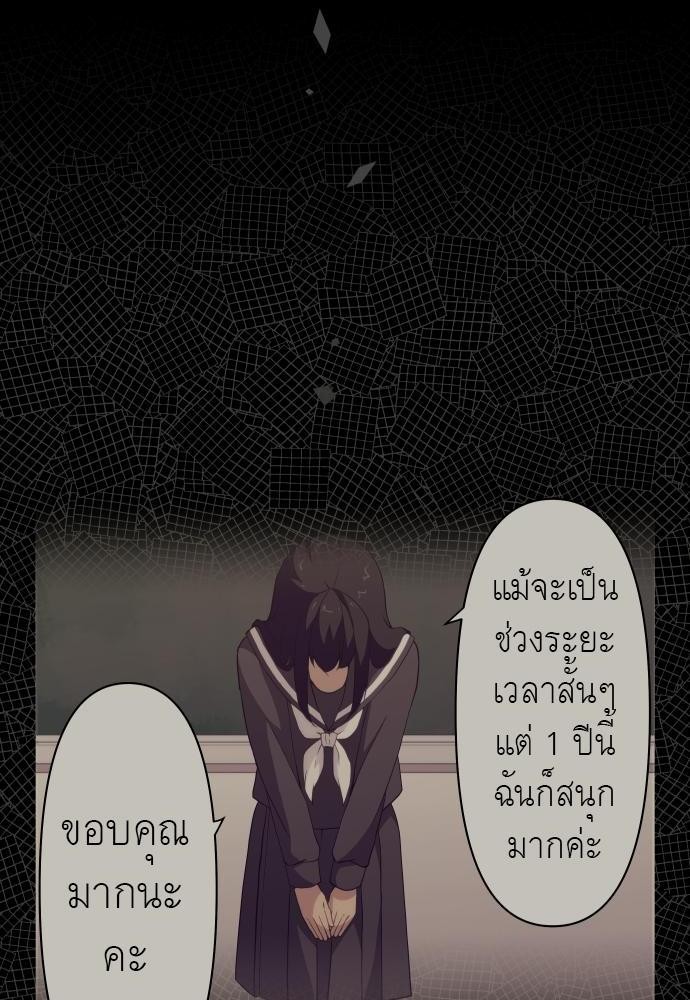 แม้จะเป็น
ช่วงระยะ
เวลาสั้นๆ
แต่ 1 ปีนี้
ฉันก็สนุก
มากค่ะ
ขอบคุณ
มากนะ
คะ